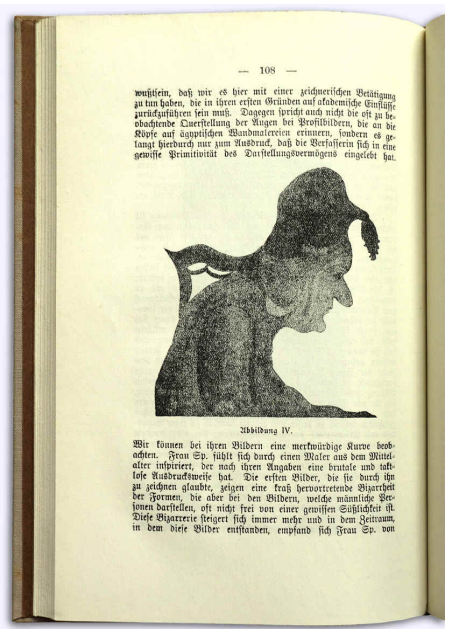 — 108 —
wußtsein, daß wir es hier mit einer zeichnerischen Betätigung
zu tun haben, die in ihren ersten Gründen auf akademische Einflüsse
zurückzuführen sein muß. Dagegen spricht auch nicht die oft zu be-
obachtende Querstellung der Augen bei Profilbildern, die an die
Köpfe auf ägyptischen Wandmalereien erinnern, sondern es ge-
langt hierdurch nur zum Ausdruck, daß die Verfasserin sich in eine
gewisse Primitivität des Darstellungsvermögens eingelebt hat.
Abbildung IV.
Wir können bei ihren Bildern eine merkwürdige Kurve beob-
achten. Frau Sp. fühlt sich durch einen Maler aus dem Mittel-
alter inspiriert, der nach ihren Angaben eine brutale und takt-
lose Ausdrucksweise hat. Die ersten Bilder, die sie durch ihn
zu zeichnen glaubte, zeigen eine kraß hervortretende Bizarrheit
der Formen, die aber bei den Bildern, welche männliche Per-
sonen darstellen, oft nicht frei von einer gewissen Süßlichkeit ist.
Diese Bizarrerie steigert sich immer mehr und in dem Zeitraum,
in dem diese Bilder entstanden, empfand sich Frau Sp. von